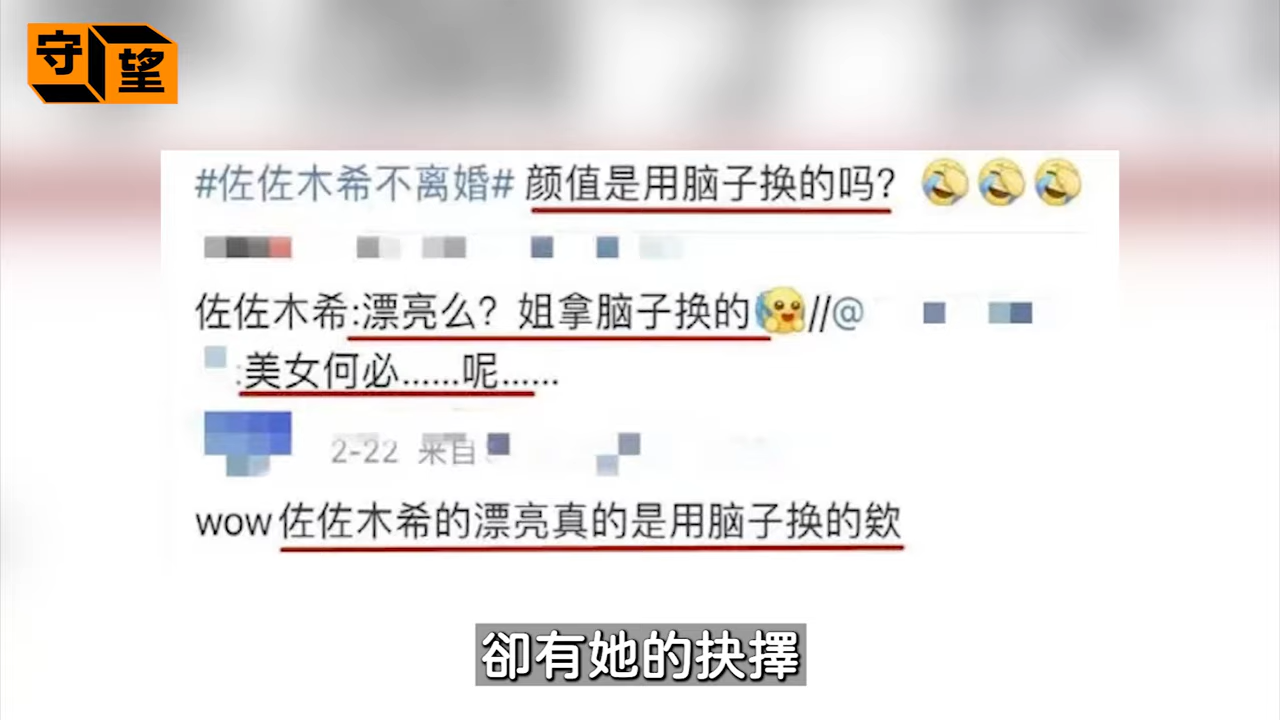 守望
#佐佐木希不离婚# 颜值是用脑子换的吗?
佐佐木希:漂亮么? 姐拿脑子换的//@
:美女何必......呢......
2-22 来自
wow佐佐木希的漂亮真的是用脑子换的欸
卻有她的抉擇